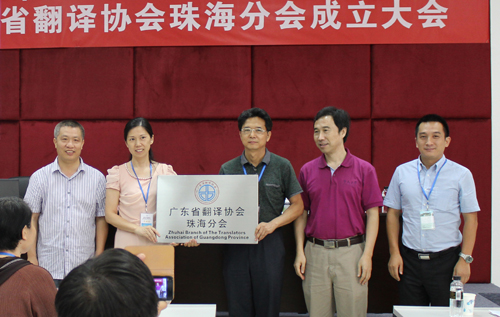 省翻译协会珠海分会成立大会
广东省翻译协会
珠海分会
Zhuhai Branch of The Translators
Association of Guangdong Province